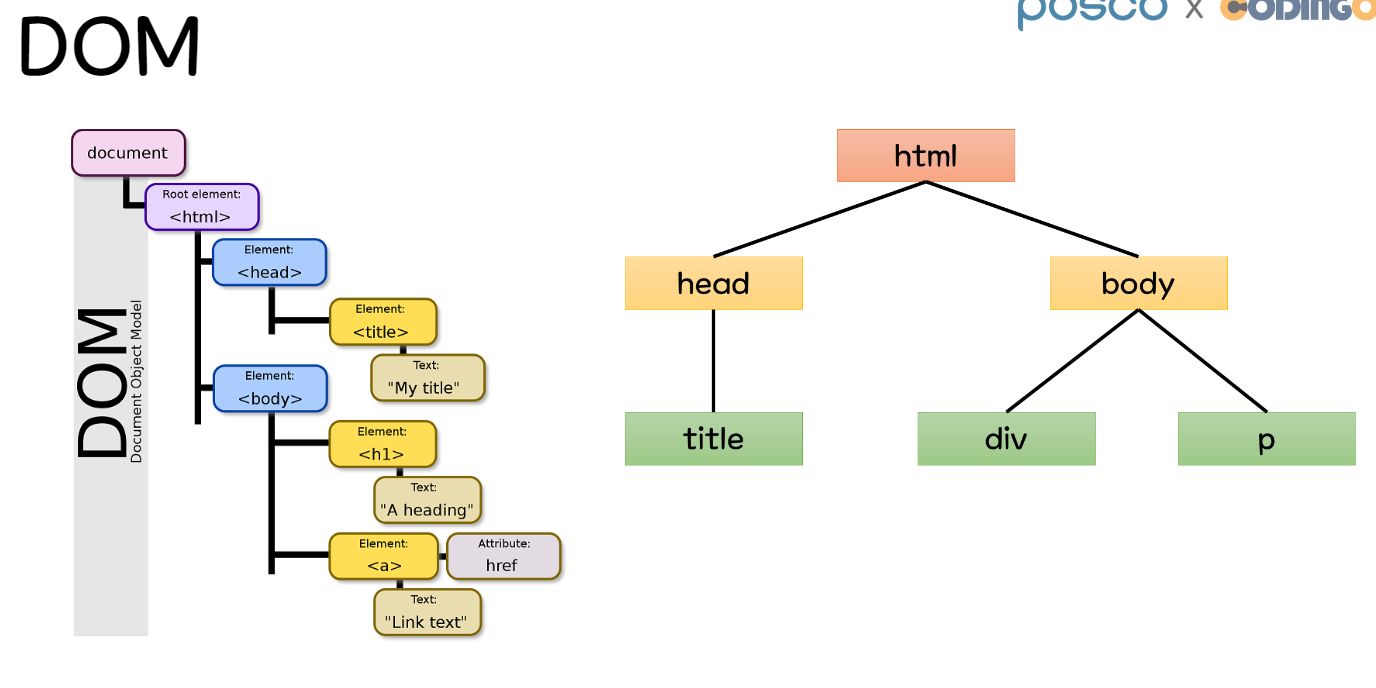 DOM
posco x CODINGO
document
Root element:
<html>
Element:
<head>
Element:
<title>
Text:
"My title"
Element:
<body>
Element:
<h1>
Text:
"A heading"
Element:
<a>
Attribute:
href
Text:
"Link text"
DOM
Document Object Model
html
head
body
title
div
p